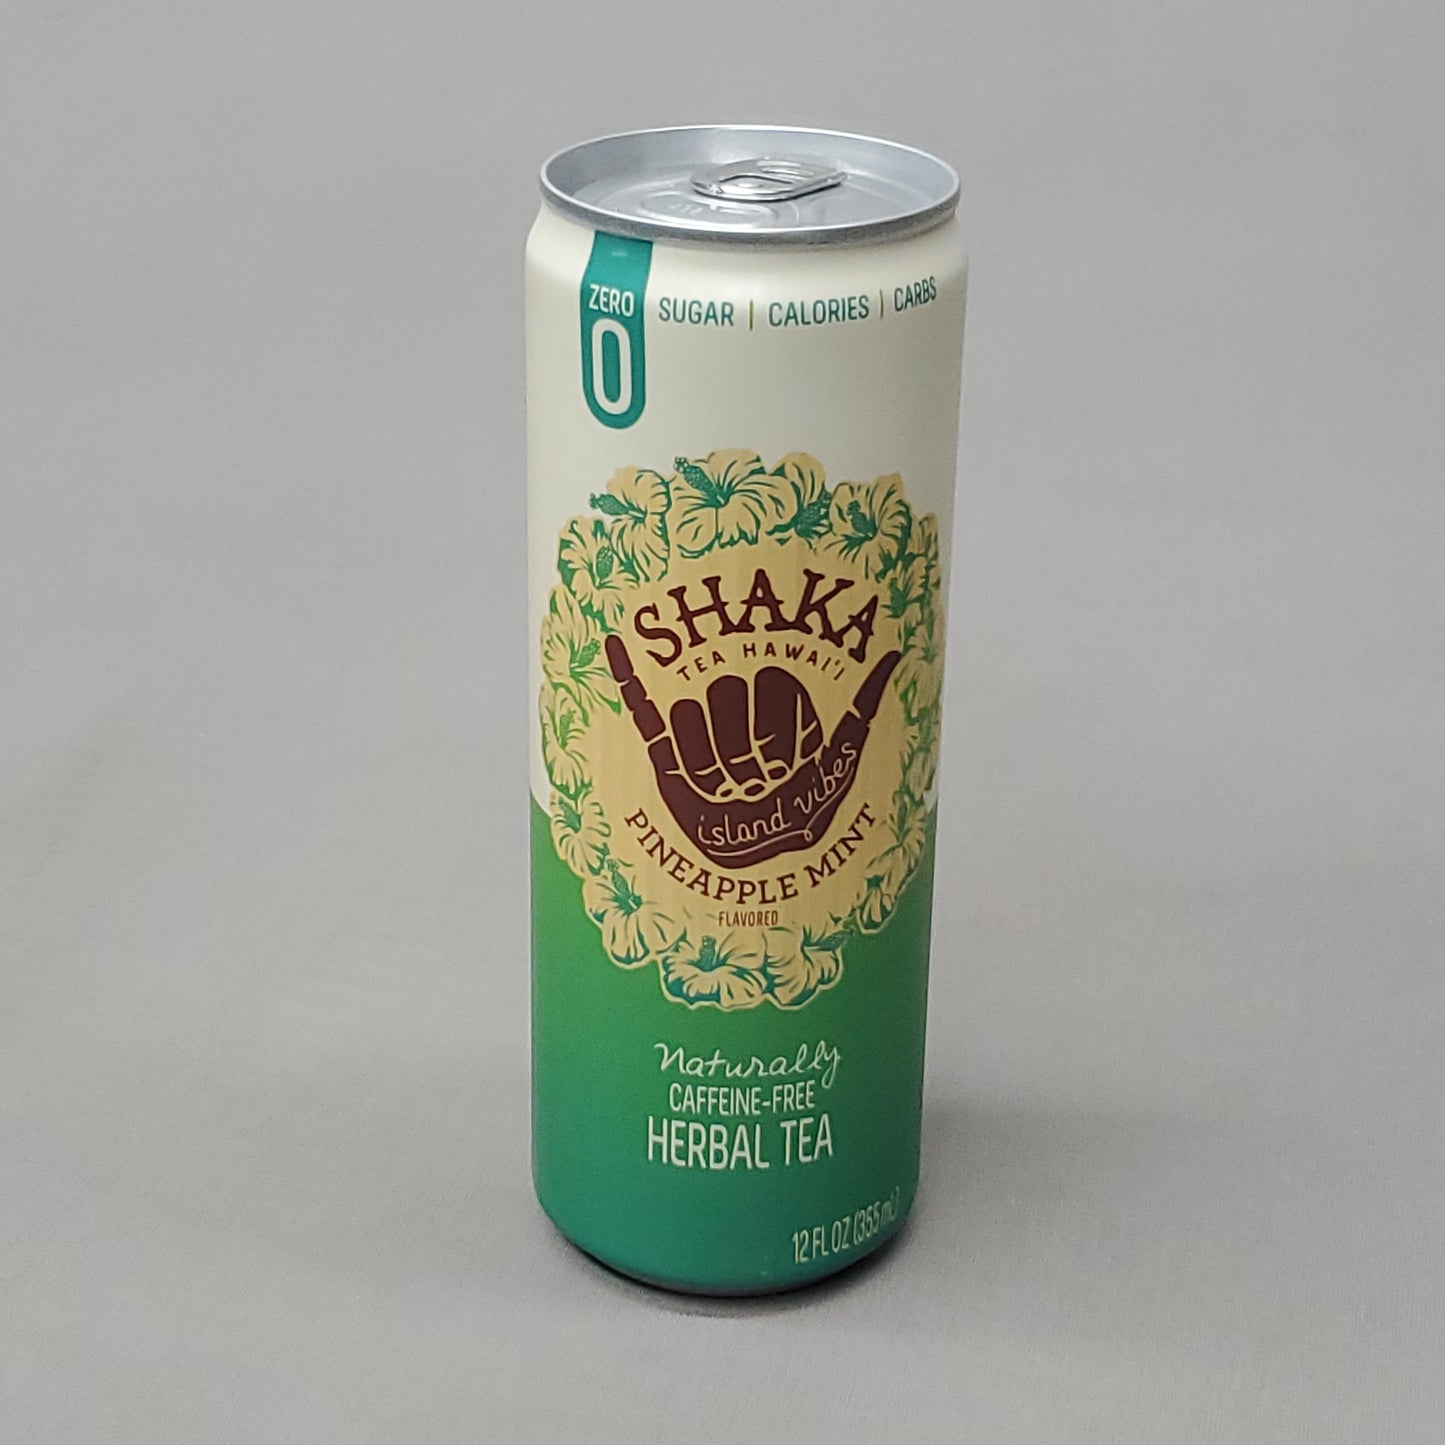 ZERO
0
SUGAR | CALORIES | CARBS
SHAKA
TEA HAWAI'I
island vibes
PINEAPPLE MINT
FLAVORED
Naturally
CAFFEINE-FREE
HERBAL TEA
12 FL OZ (355 mL)